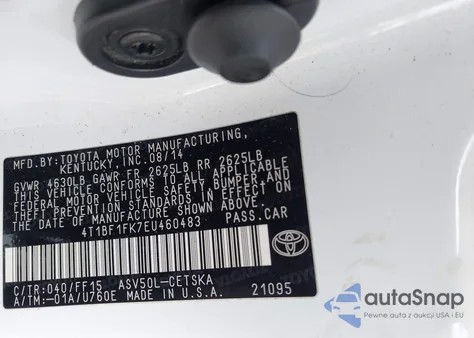 MFD. BY: TOYOTA MOTOR MANUFACTURING,
KENTUCKY, INC. 08/14
GVWR 4630LB GAWR FR 2625LB RR 2625LB
THIS VEHICLE CONFORMS TO ALL APPLICABLE
FEDERAL MOTOR VEHICLE SAFETY, BUMPER, AND
THEFT PREVENTION STANDARDS IN EFFECT ON
THE DATE OF MANUFACTURE SHOWN ABOVE.
4T1BF1FK7EU460483 PASS.CAR
C/TR:040/FF15 ASV50L-CETSKA
A/TM:-01A/U760E MADE IN U.S.A. 21095
autoSnap
Pewne auta z aukcji USA i EU